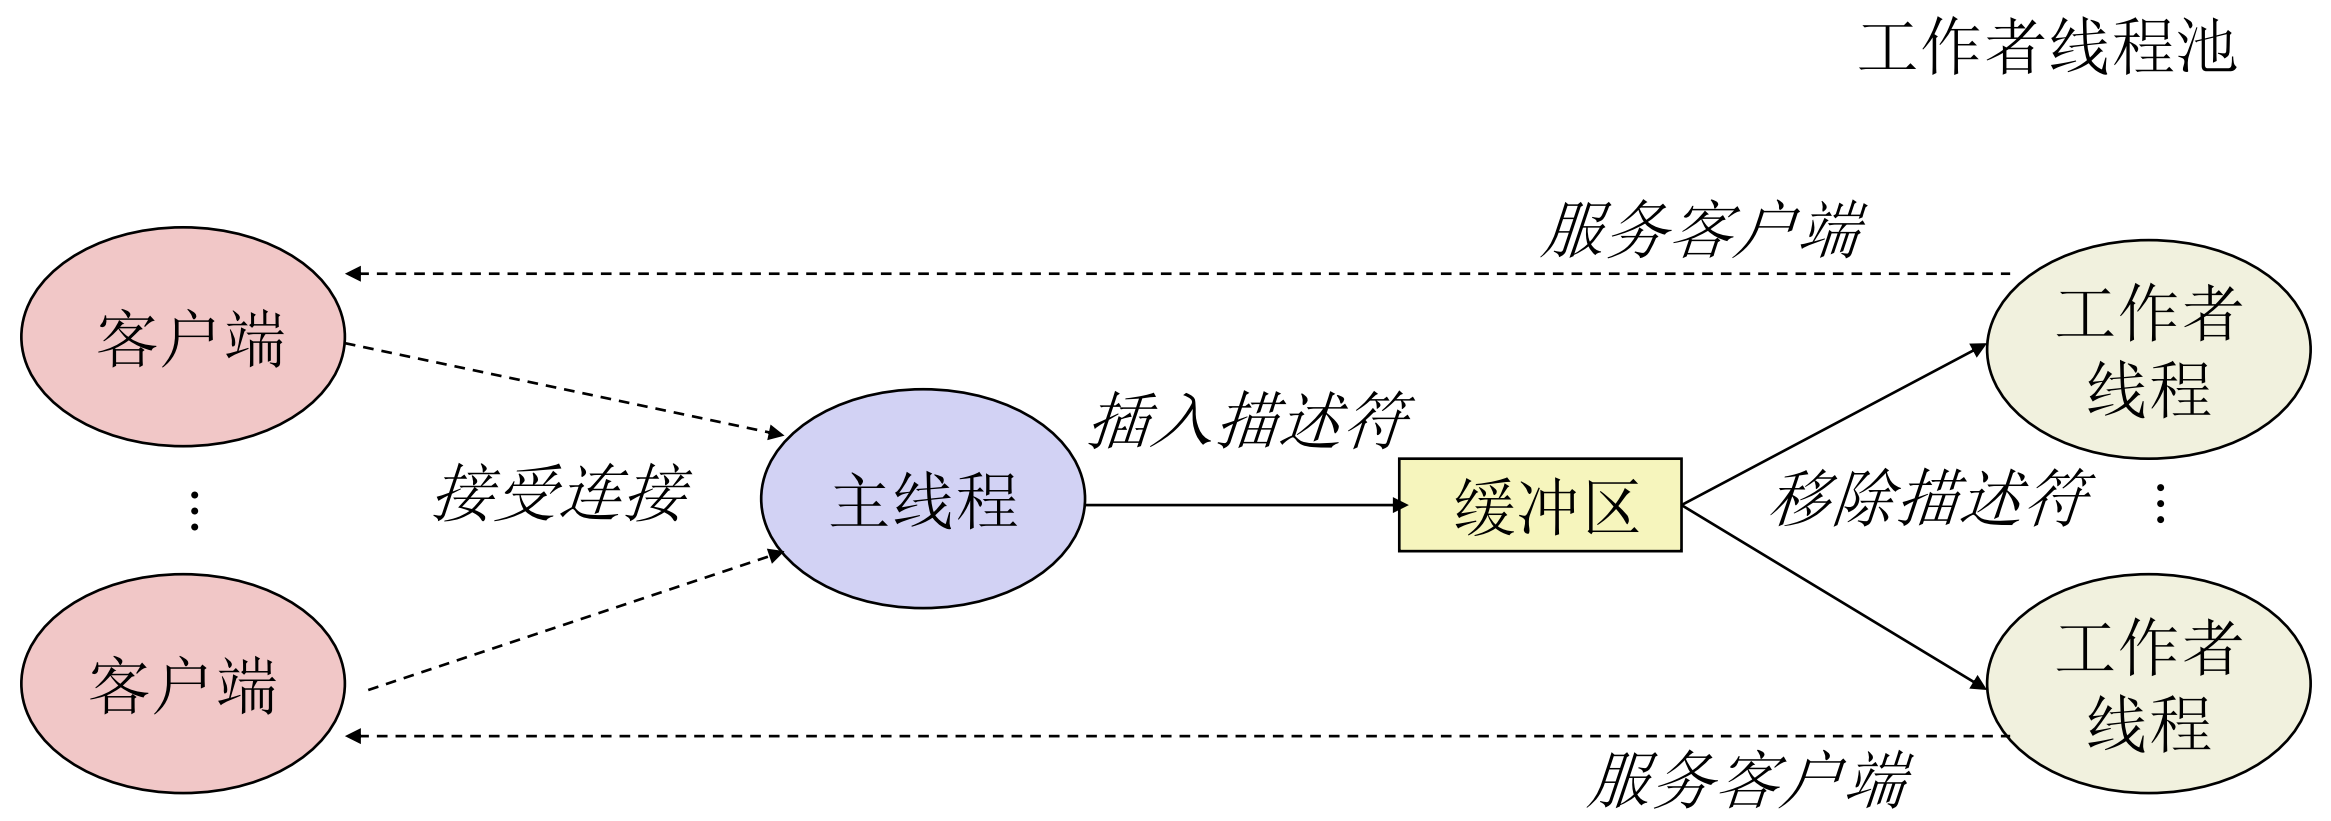 工作者线程池
服务客户端
客户端
工作者
线程
插入描述符
接受连接
主线程
缓冲区
移除描述符
⋮
⋮
客户端
工作者
线程
服务客户端